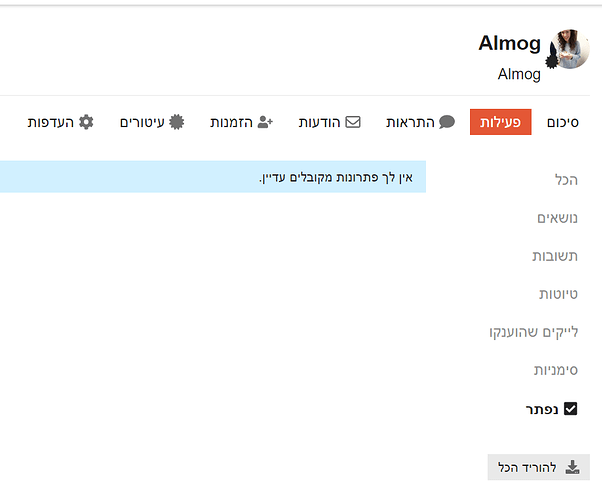 Almog
Almog
סיכום פעילות התראות הודעות הזמנות עיטורים העדפות
הכל
אין לך פתרונות מקובלים עדיין.
נושאים
תשובות
טיוטות
לייקים שהוענקו
סימניות
נפתר
להוריד הכל